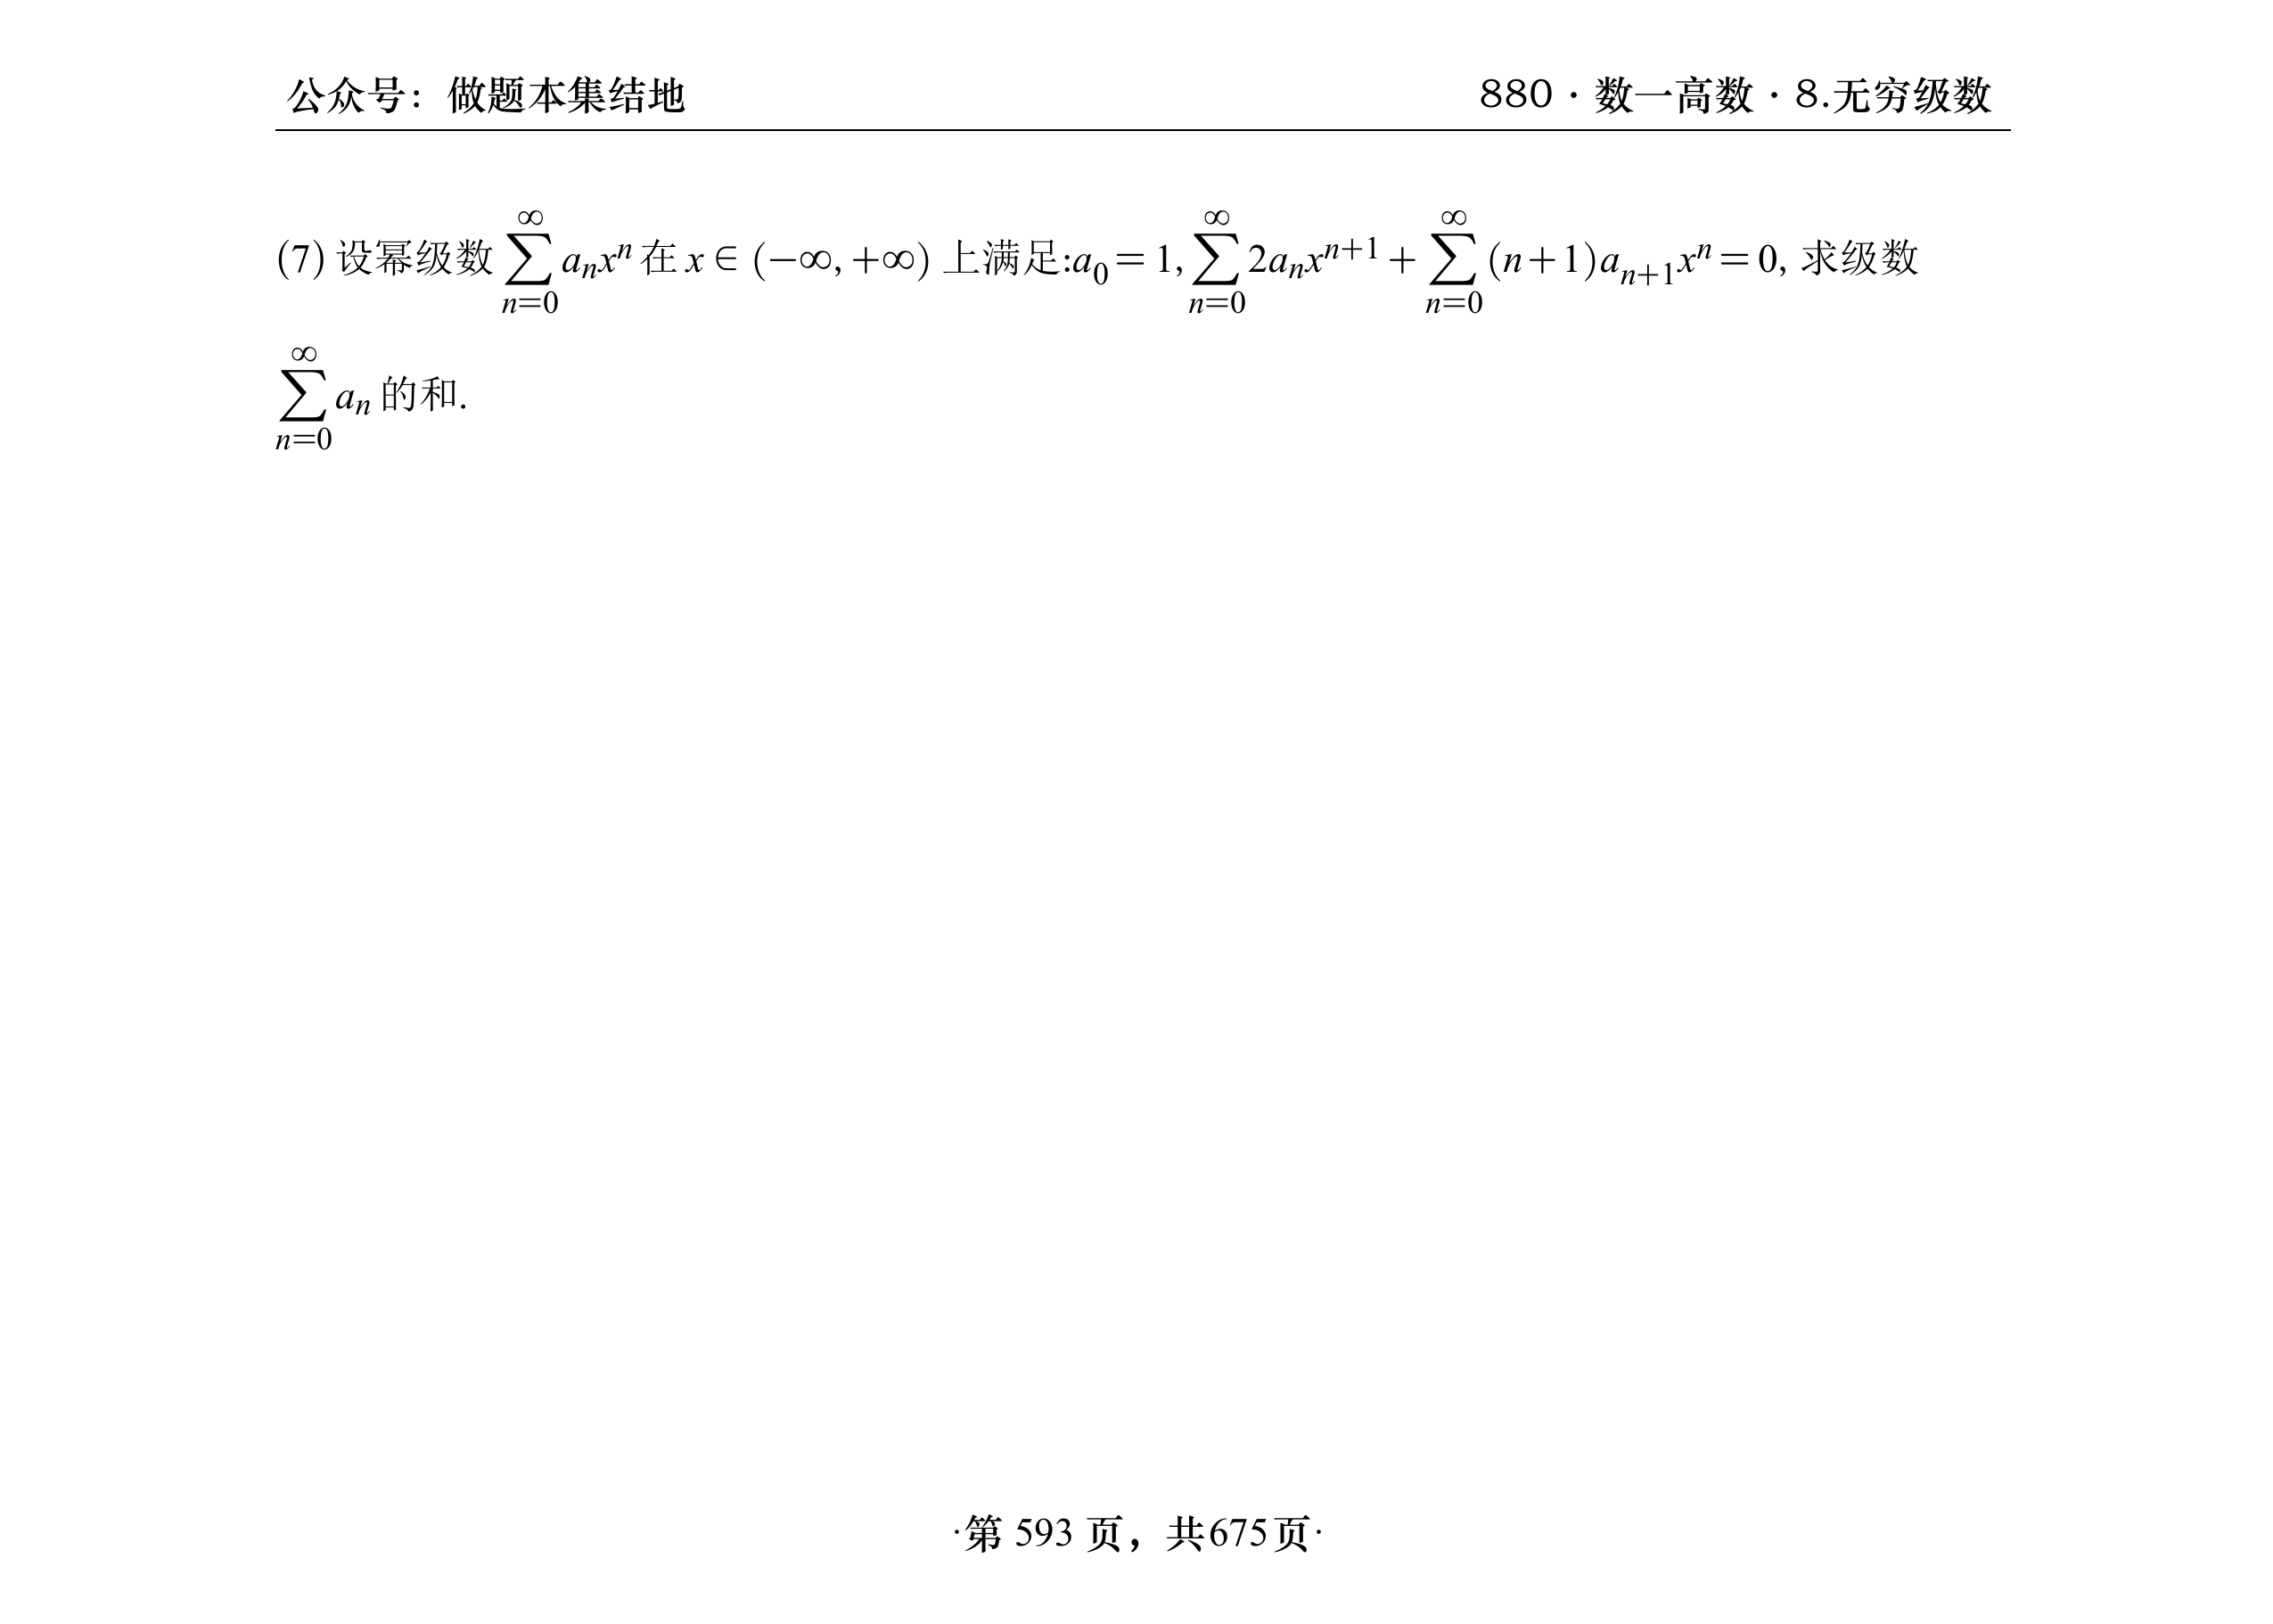 公众号：做题本集结地
880·数一高数·8.无穷级数
(7) 设幂级数 $\sum_{n=0}^{\infty} a_n x^n$ 在 $x \in (-\infty, +\infty)$ 上满足:$a_0 = 1, \sum_{n=0}^{\infty} 2a_n x^{n+1} + \sum_{n=0}^{\infty} (n+1)a_{n+1}x^n = 0$, 求级数
$\sum_{n=0}^{\infty} a_n$ 的和.
·第 593 页，共675页·